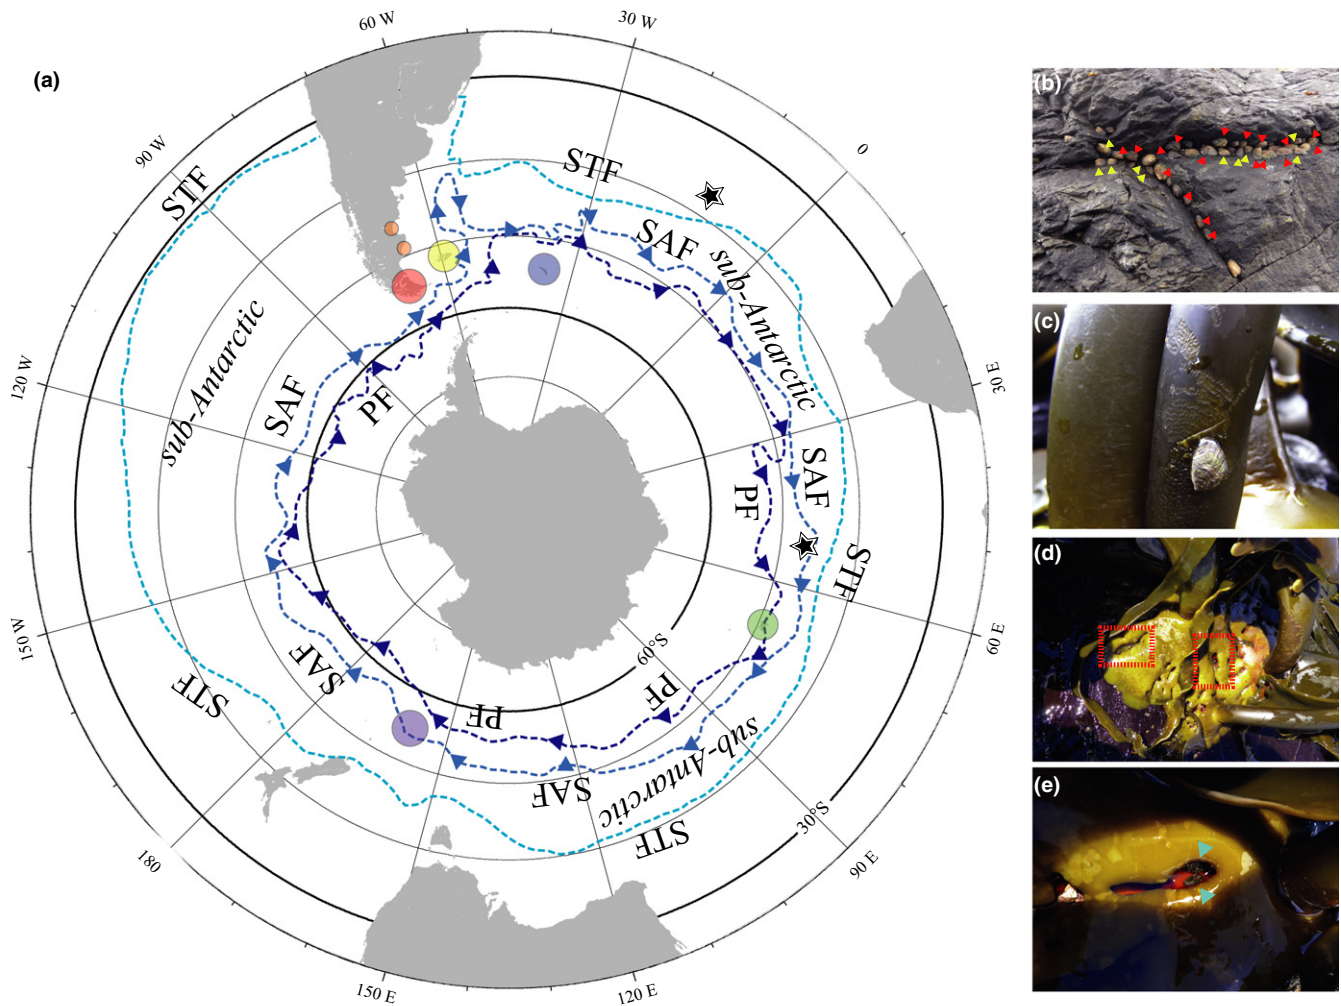 (a)
60 W
30 W
0
30 E
60 E
90 E
120 E
150 E
180
150 W
120 W
90 W
STF
STF
SAF
sub-Antarctic
sub-Antarctic
SAF
PF
SAF
PF
STF
60°S
PF
SAF
PF
STF
sub-Antarctic
SAF
STF
30°S
(b)
(c)
(d)
(e)